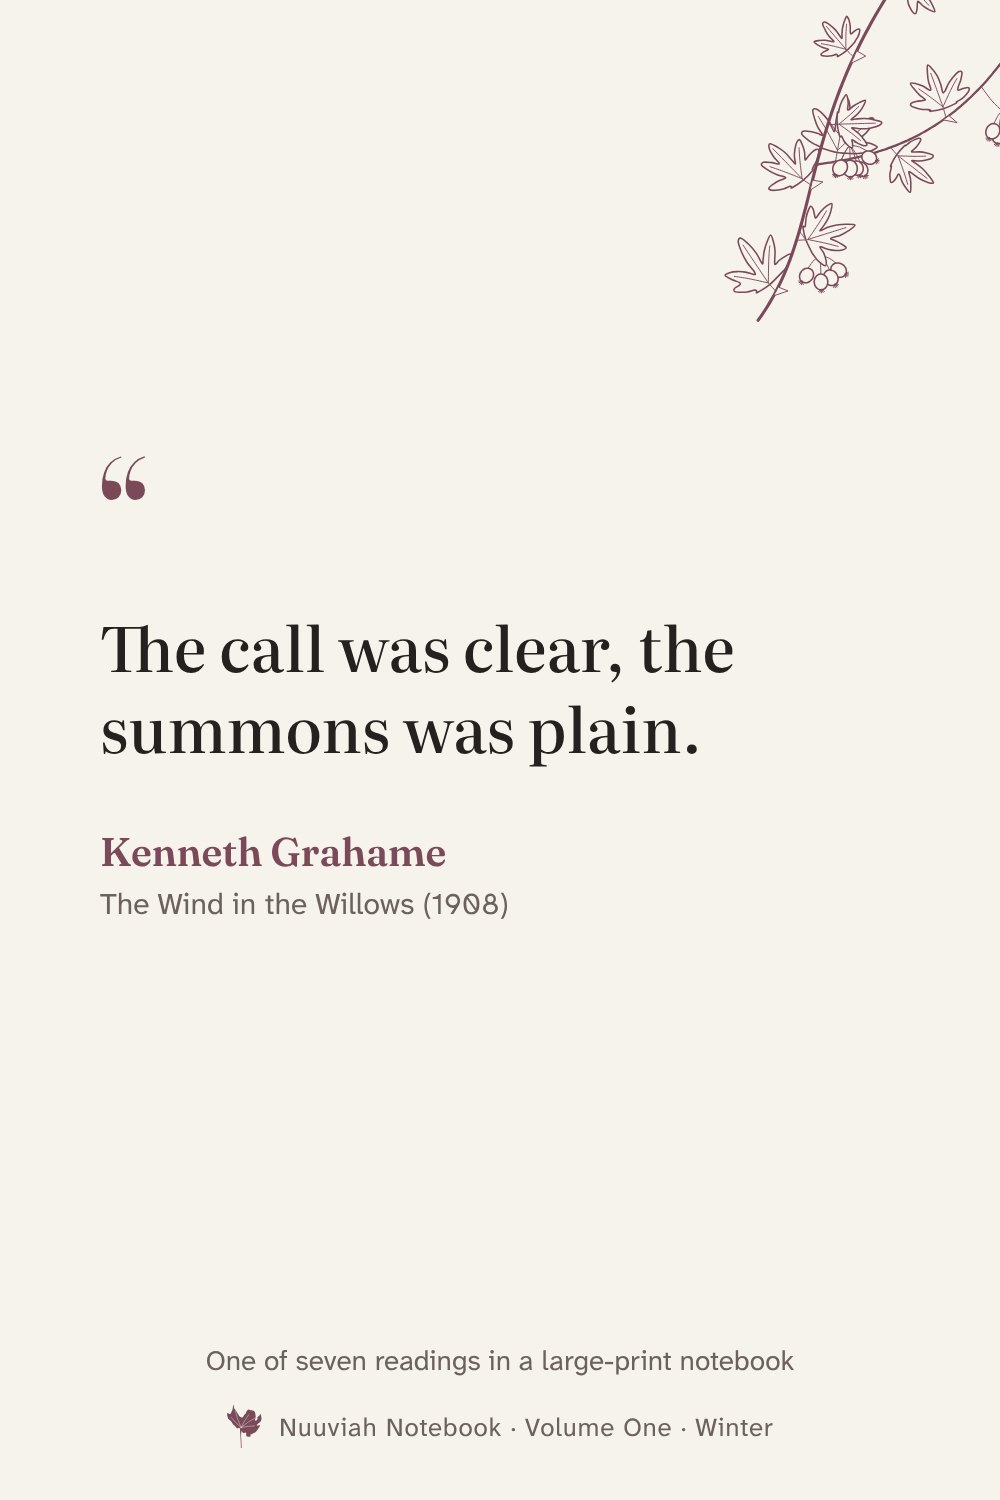 “
The call was clear, the
summons was plain.
Kenneth Grahame
The Wind in the Willows (1908)
One of seven readings in a large-print notebook
Nuuviah Notebook · Volume One · Winter